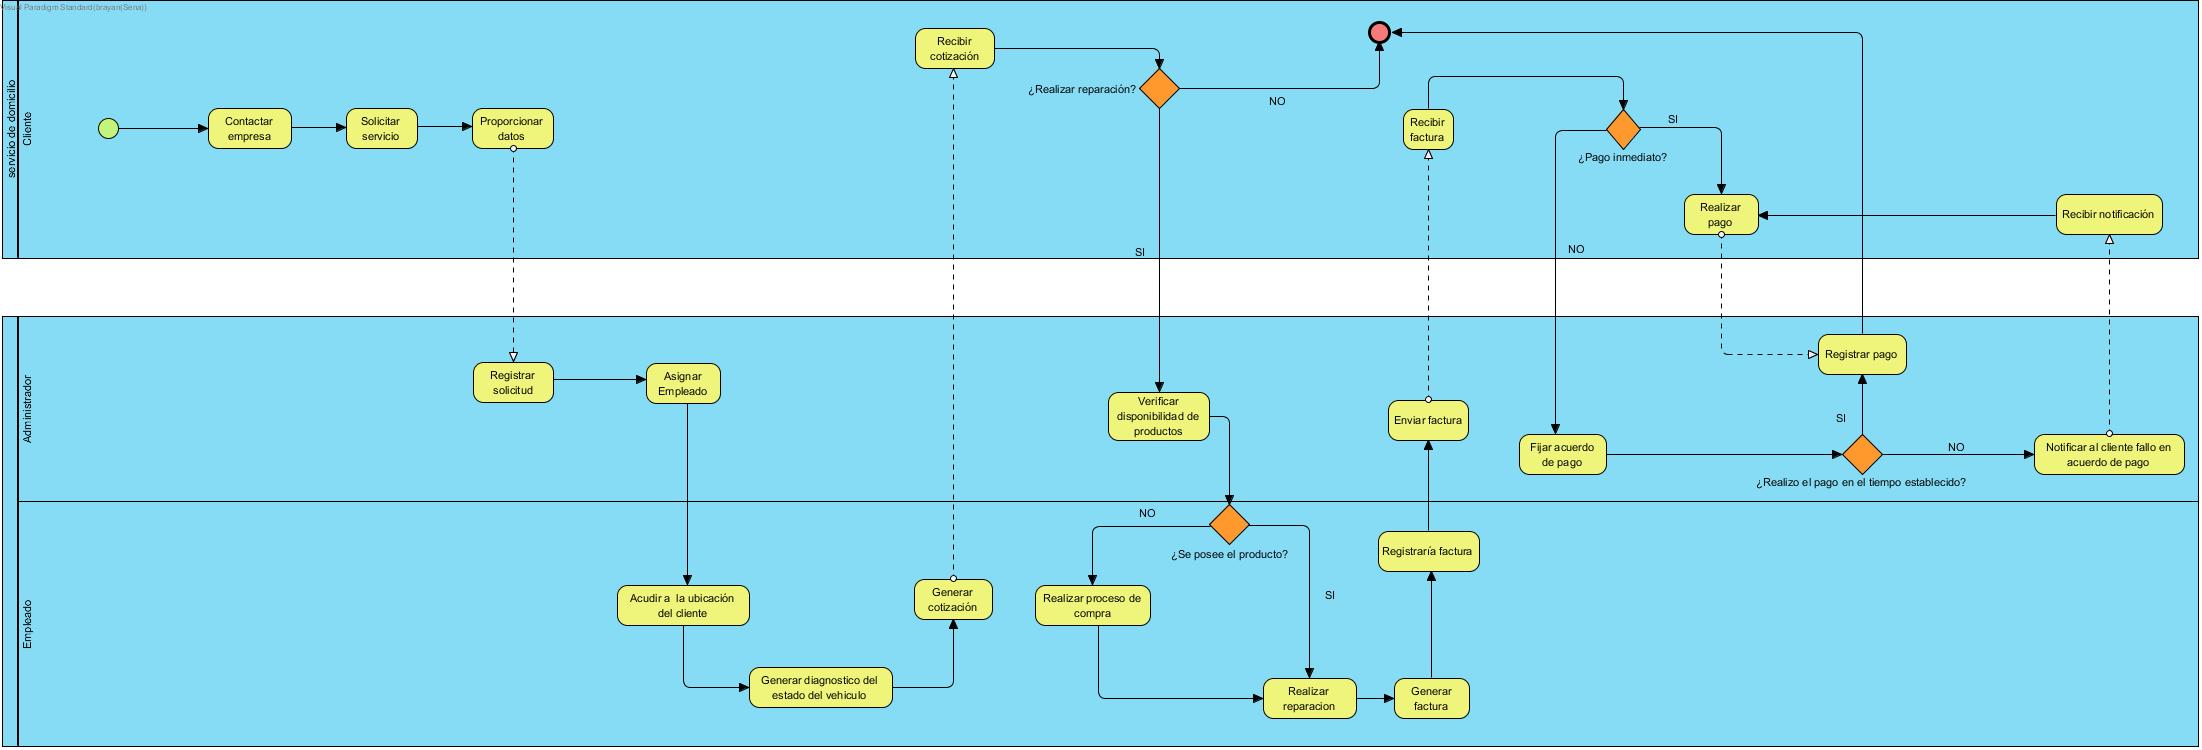 Visual Paradigm Standard(brayan(Sena))
servicio de domicilio
Cliente
Contactar
empresa
Solicitar
servicio
Proporcionar
datos
Recibir
cotización
¿Realizar reparación?
NO
SI
Recibir
factura
¿Pago inmediato?
SI
NO
Realizar
pago
Recibir notificación
Administrador
Registrar
solicitud
Asignar
Empleado
Verificar
disponibilidad de
productos
Enviar factura
Fijar acuerdo
de pago
Registrar pago
SI
NO
¿Realizo el pago en el tiempo establecido?
Notificar al cliente fallo en
acuerdo de pago
Empleado
Acudir a  la ubicación
del cliente
Generar diagnostico del
estado del vehiculo
Generar
cotización
NO
¿Se posee el producto?
SI
Realizar proceso de
compra
Realizar
reparacion
Generar
factura
Registraría factura